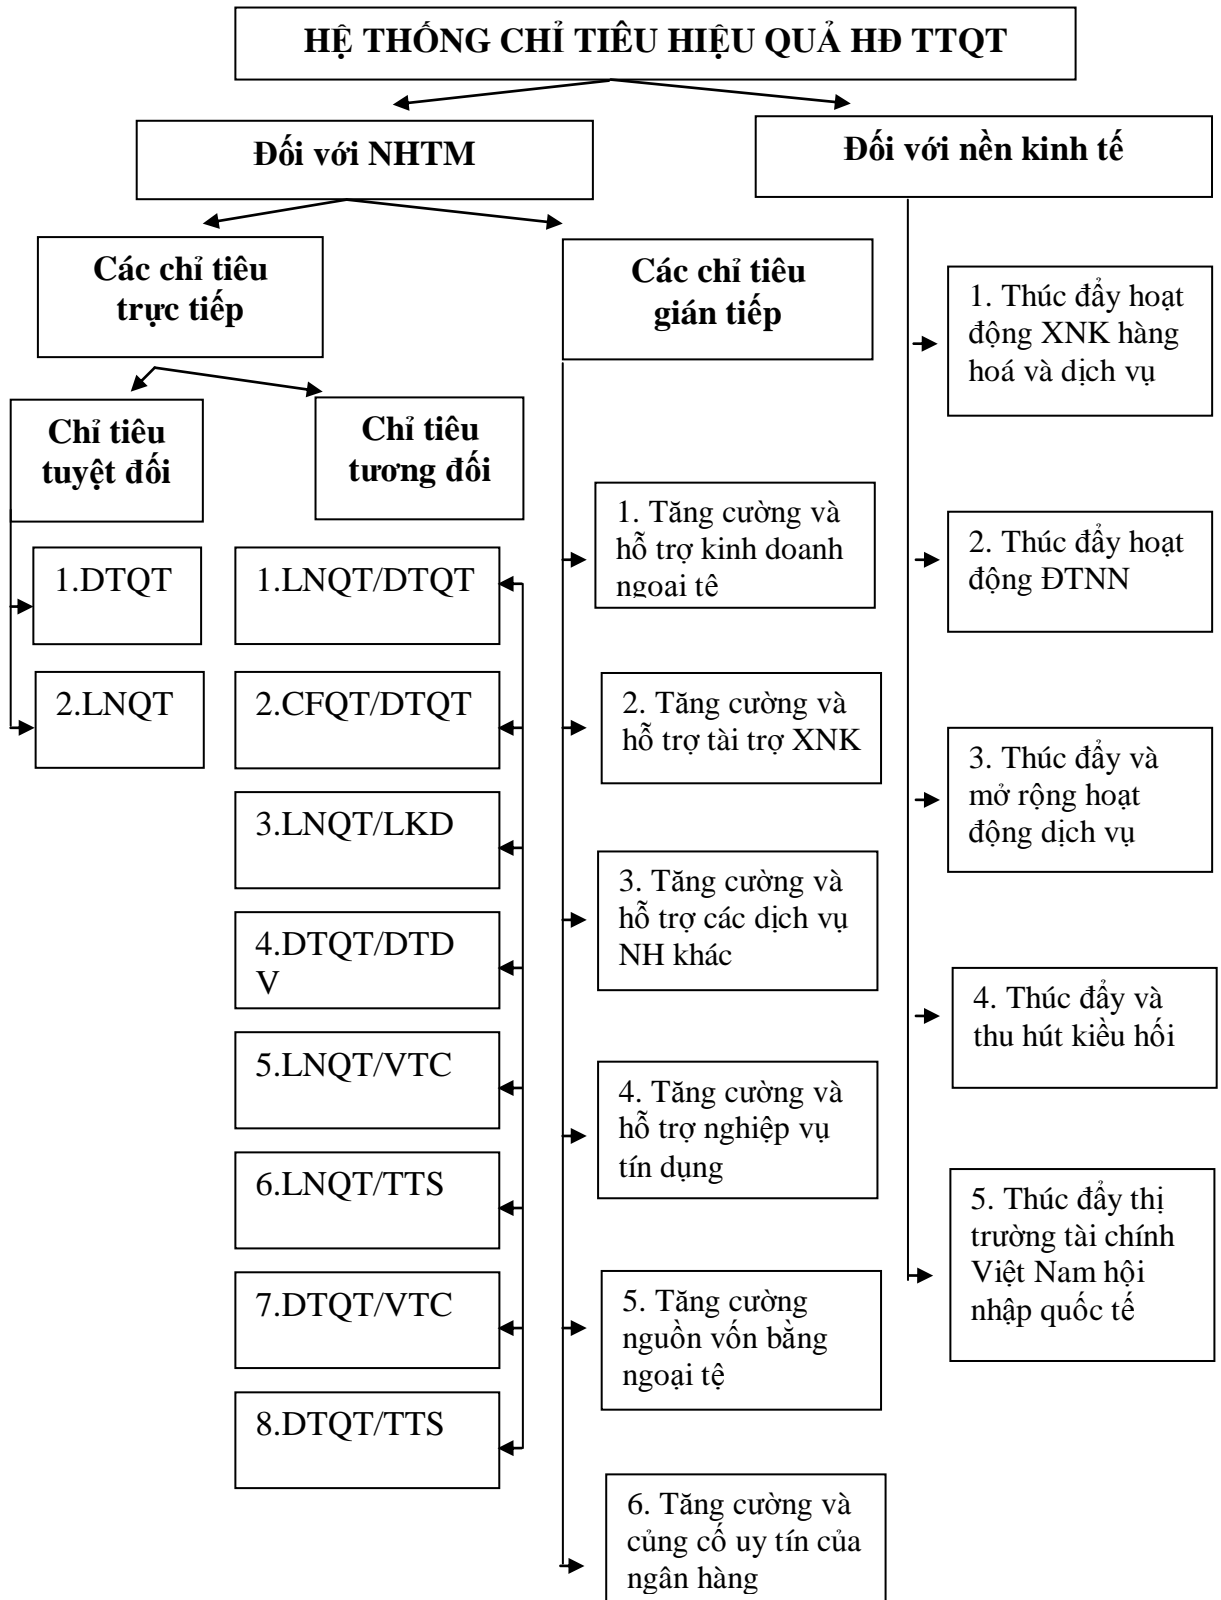 HỆ THỐNG CHỈ TIÊU HIỆU QUẢ HĐ TTQT
Đối với NHTM
Đối với nền kinh tế
Các chỉ tiêu
trực tiếp
Các chỉ tiêu
gián tiếp
Chỉ tiêu
tuyệt đối
Chỉ tiêu
tương đối
1.DTQT
2.LNQT
1.LNQT/DTQT
2.CFQT/DTQT
3.LNQT/LKD
4.DTQT/DTD
V
5.LNQT/VTC
6.LNQT/TTS
7.DTQT/VTC
8.DTQT/TTS
1. Tăng cường và
hỗ trợ kinh doanh
ngoại tệ
2. Tăng cường và
hỗ trợ tài trợ XNK
3. Tăng cường và
hỗ trợ các dịch vụ
NH khác
4. Tăng cường và
hỗ trợ nghiệp vụ
tín dụng
5. Tăng cường
nguồn vốn bằng
ngoại tệ
6. Tăng cường và
củng cố uy tín của
ngân hàng
1. Thúc đẩy hoạt
động XNK hàng
hoá và dịch vụ
2. Thúc đẩy hoạt
động ĐTNN
3. Thúc đẩy và
mở rộng hoạt
động dịch vụ
4. Thúc đẩy và
thu hút kiều hối
5. Thúc đẩy thị
trường tài chính
Việt Nam hội
nhập quốc tế